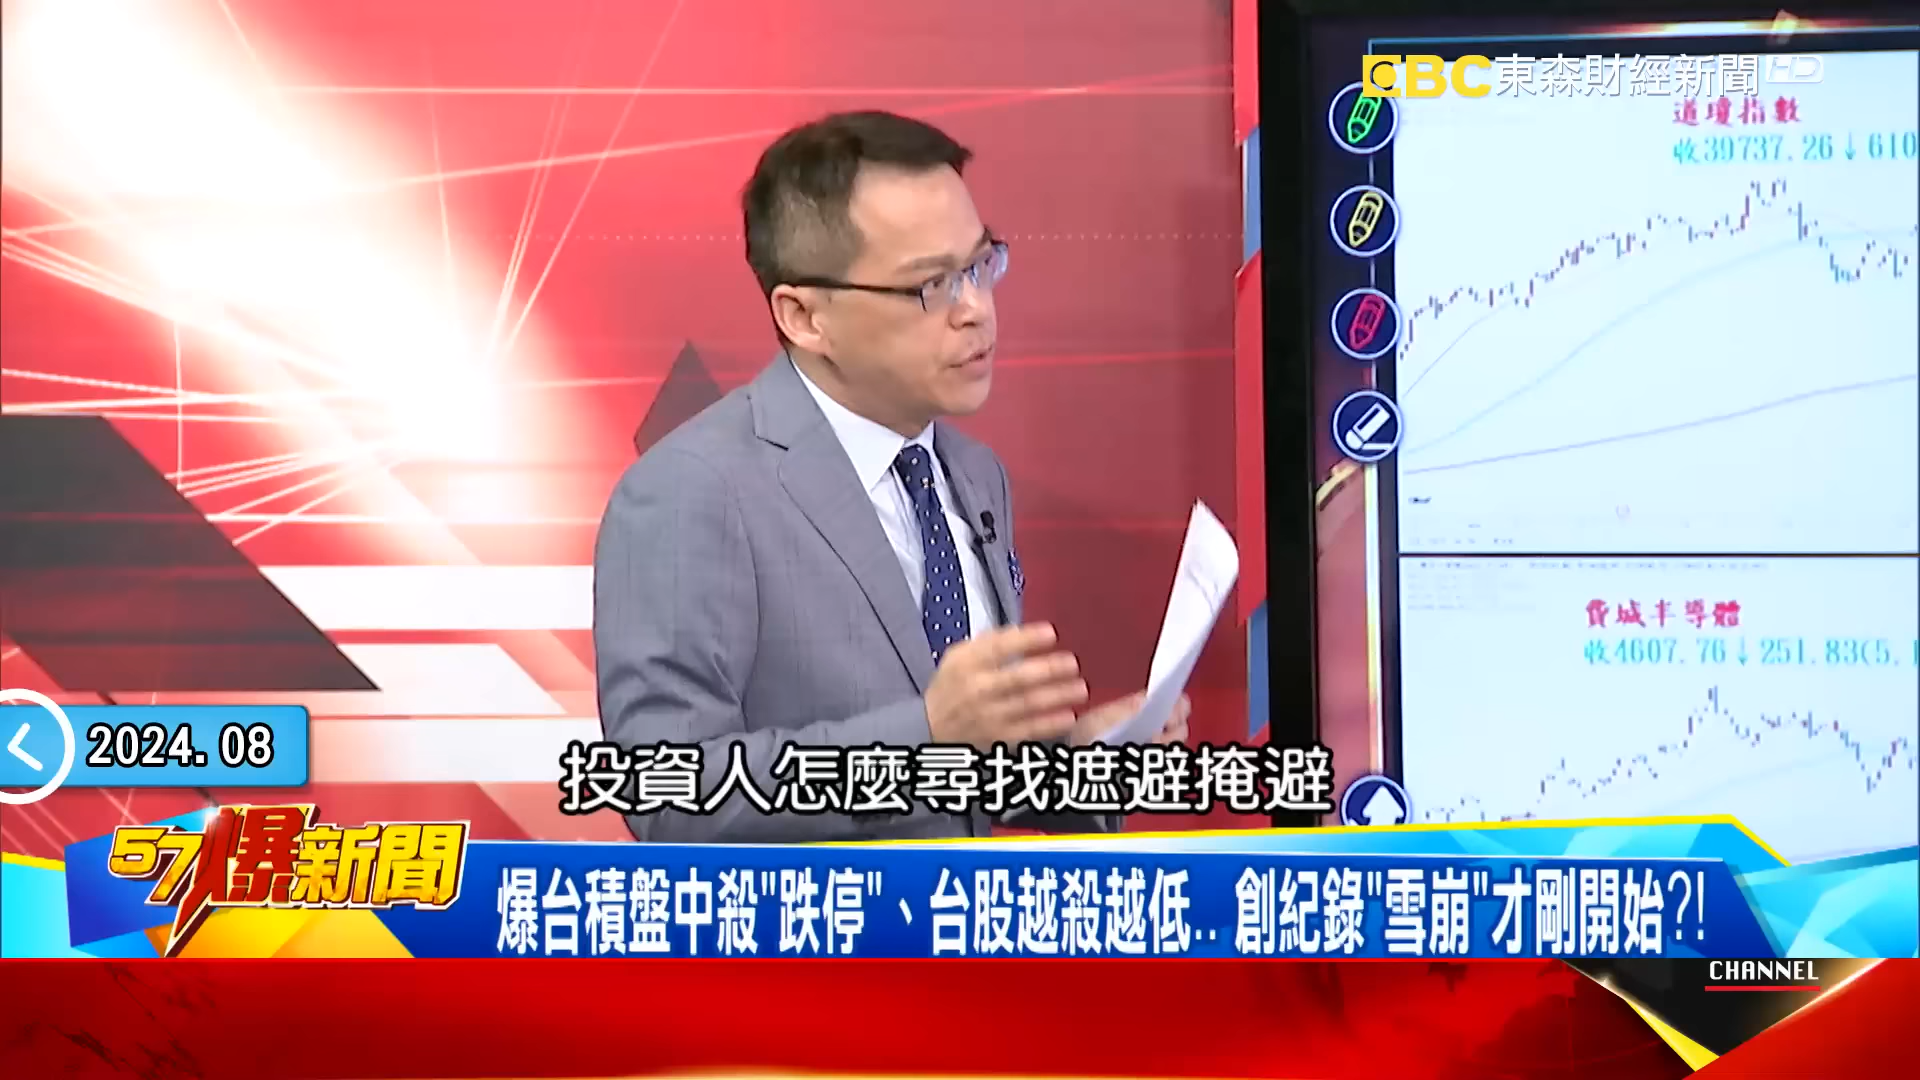 EBC 東森財經新聞 HD
道瓊指數
收39737.26↓610
費城半導體
收4607.76↓251.83(5.1
2024.08
投資人怎麼尋找遮避掩避
57爆新聞
爆台積盤中殺"跌停"、台股越殺越低.. 創紀錄"雪崩"才剛開始?!
CHANNEL